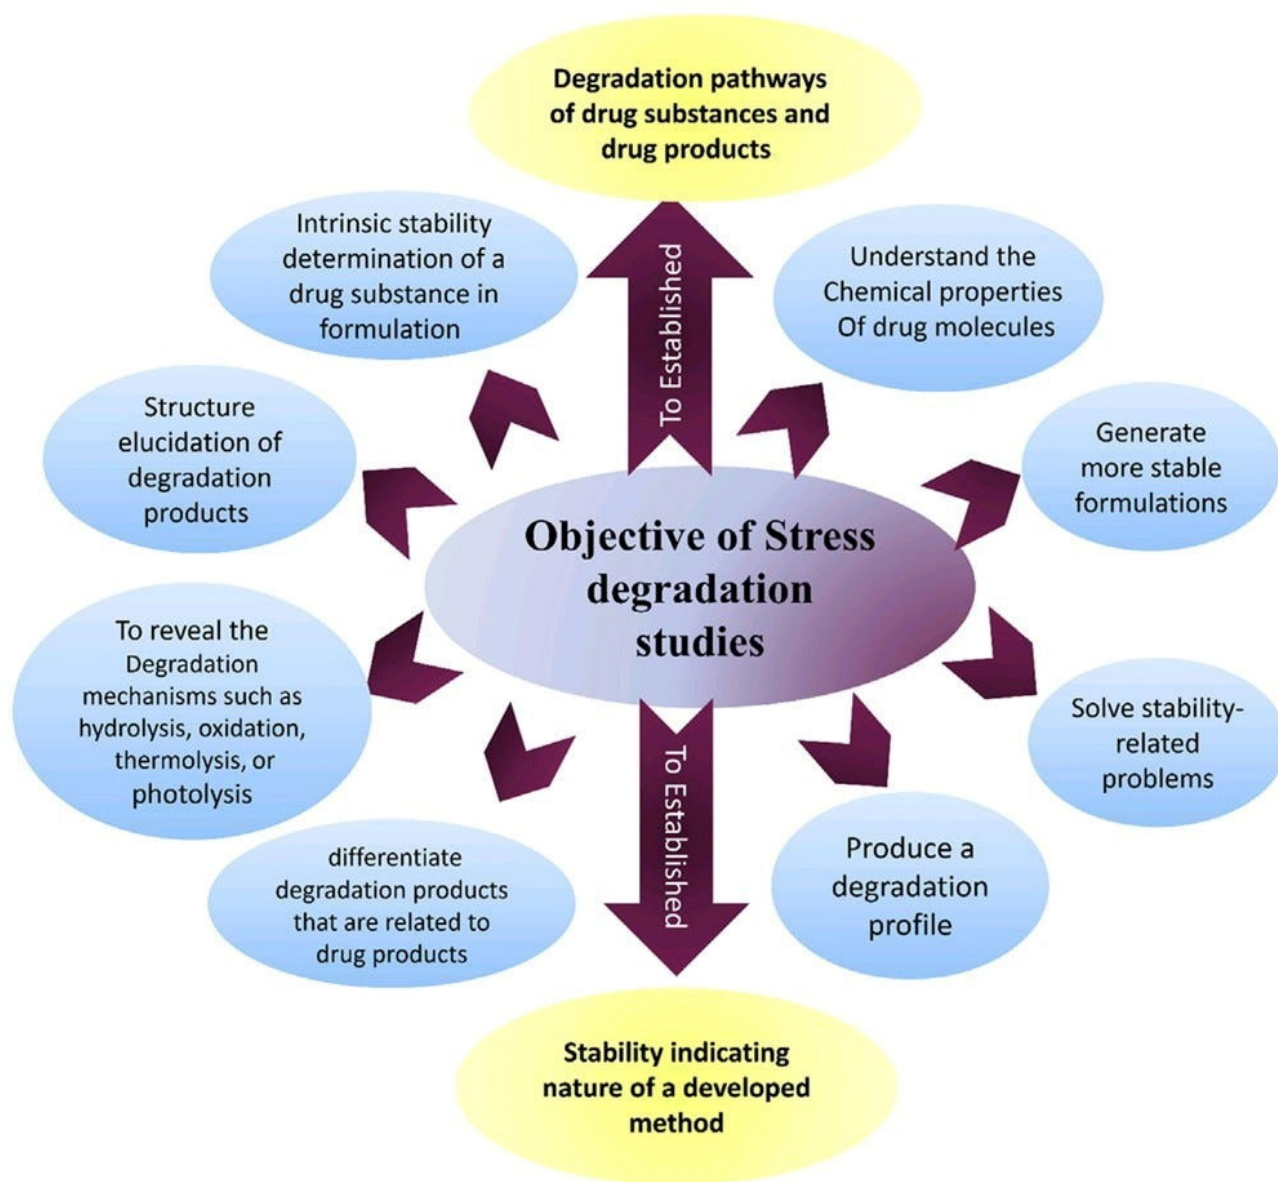 Degradation pathways
of drug substances and
drug products
Intrinsic stability
determination of a
drug substance in
formulation
To Established
Understand the
Chemical properties
Of drug molecules
Structure
elucidation of
degradation
products
Generate
more stable
formulations
Objective of Stress
degradation
studies
To reveal the
Degradation
mechanisms such as
hydrolysis, oxidation,
thermolysis, or
photolysis
Solve stability-
related
problems
To Established
differentiate
degradation products
that are related to
drug products
Produce a
degradation
profile
Stability indicating
nature of a developed
method